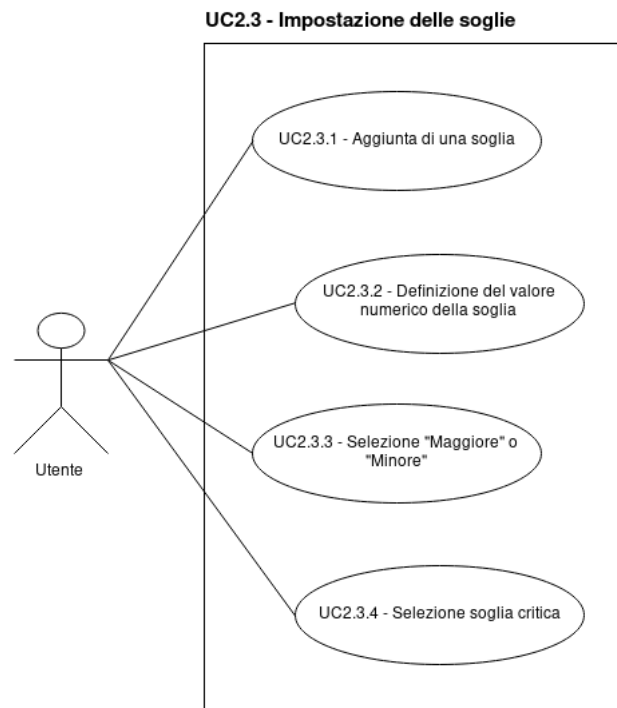 UC2.3 - Impostazione delle soglie
UC2.3.1 - Aggiunta di una soglia
UC2.3.2 - Definizione del valore
numerico della soglia
UC2.3.3 - Selezione "Maggiore" o
"Minore"
Utente
UC2.3.4 - Selezione soglia critica